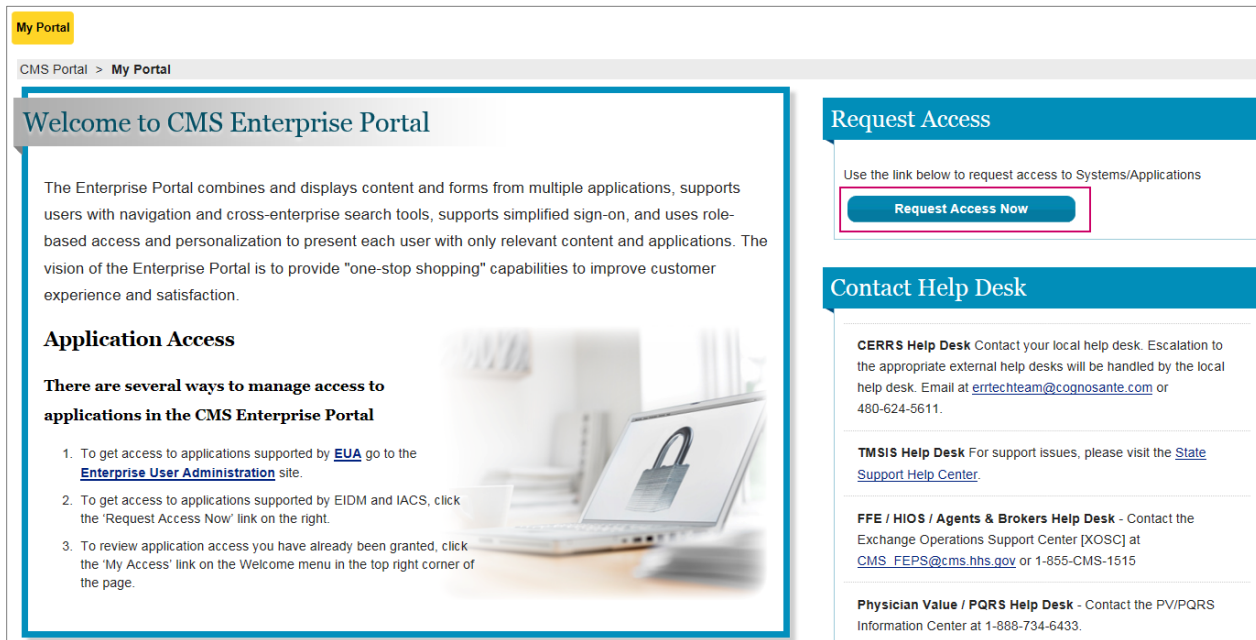 My Portal
CMS Portal > My Portal
Welcome to CMS Enterprise Portal
The Enterprise Portal combines and displays content and forms from multiple applications, supports
users with navigation and cross-enterprise search tools, supports simplified sign-on, and uses role-
based access and personalization to present each user with only relevant content and applications. The
vision of the Enterprise Portal is to provide "one-stop shopping" capabilities to improve customer
experience and satisfaction.
Application Access
There are several ways to manage access to
applications in the CMS Enterprise Portal
1. To get access to applications supported by EUA go to the
Enterprise User Administration site.
2. To get access to applications supported by EIDM and IACS, click
the ‘Request Access Now’ link on the right.
3. To review application access you have already been granted, click
the ‘My Access’ link on the Welcome menu in the top right corner of
the page.
Request Access
Use the link below to request access to Systems/Applications
Request Access Now
Contact Help Desk
CERRS Help Desk Contact your local help desk. Escalation to
the appropriate external help desks will be handled by the local
help desk. Email at errtechteam@cognosante.com or
480-624-5611.
TMSIS Help Desk For support issues, please visit the State
Support Help Center.
FFE / HIOS / Agents & Brokers Help Desk - Contact the
Exchange Operations Support Center [XOSC] at
CMS_FEPS@cms.hhs.gov or 1-855-CMS-1515
Physician Value / PQRS Help Desk - Contact the PV/PQRS
Information Center at 1-888-734-6433.